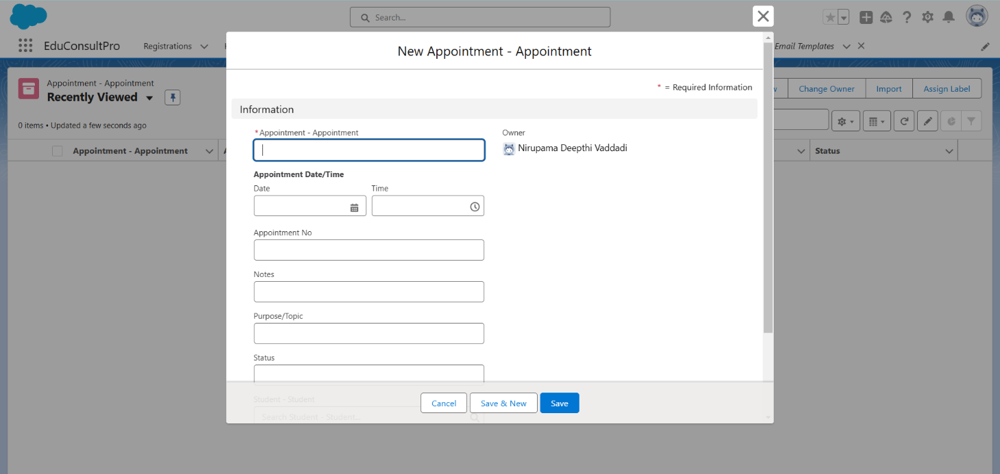 Search...
EduConsultPro
Registrations
Email Templates
Appointment - Appointment
Recently Viewed
Change Owner
Import
Assign Label
0 items • Updated a few seconds ago
Appointment - Appointment
Status
New Appointment - Appointment
* = Required Information
Information
*Appointment - Appointment
Owner
Nirupama Deepthi Vaddadi
Appointment Date/Time
Date
Time
Appointment No
Notes
Purpose/Topic
Status
Student - Student
Search Student - Student...
Cancel
Save & New
Save